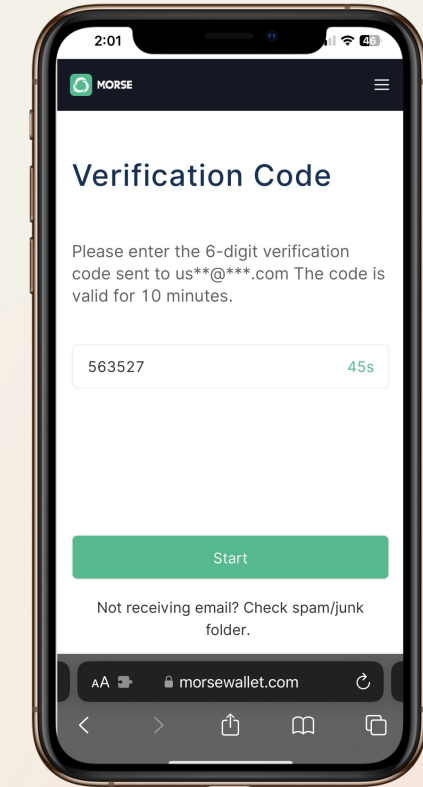 2:01
46
MORSE
Verification Code
Please enter the 6-digit verification
code sent to us**@***.com The code is
valid for 10 minutes.
563527 45s
Start
Not receiving email? Check spam/junk
folder.
AA morsewallet.com